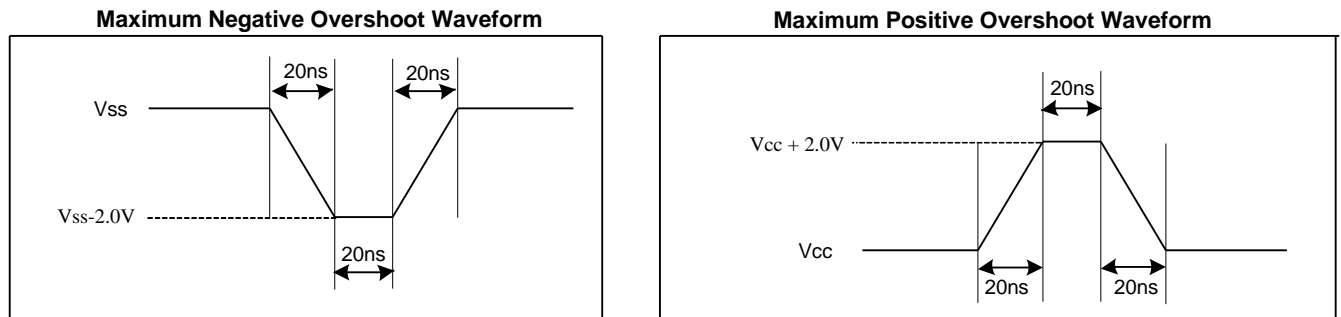 Maximum Negative Overshoot Waveform
20ns
20ns
Vss
Vss-2.0V
20ns
Maximum Positive Overshoot Waveform
20ns
Vcc + 2.0V
Vcc
20ns
20ns